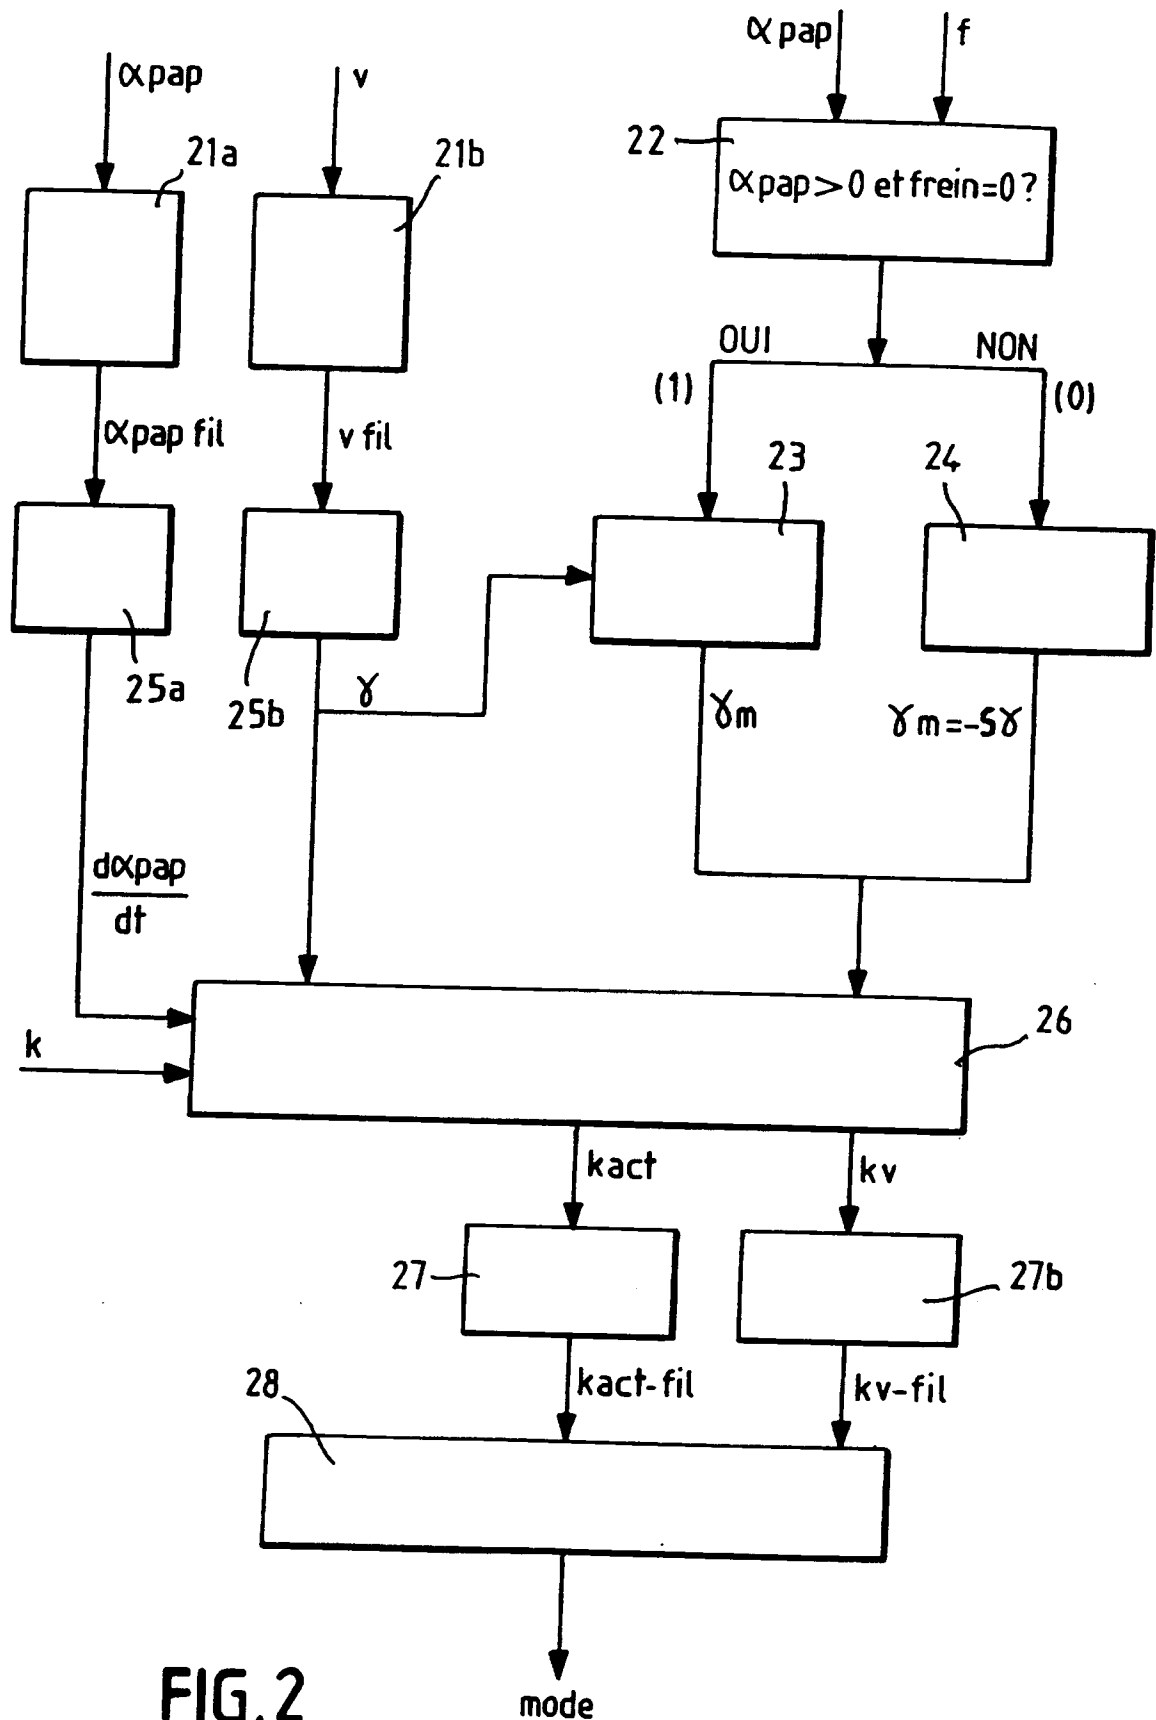 αpap
f
αpap
v
21a
21b
22
αpap>0 et frein=0?
OUI
NON
(1)
(0)
αpap fil
v fil
23
24
25a
25b
γ
γm
γm=-5γ
dαpap
dt
k
26
kact
kv
27
27b
28
kact-fil
kv-fil
mode
FIG.2